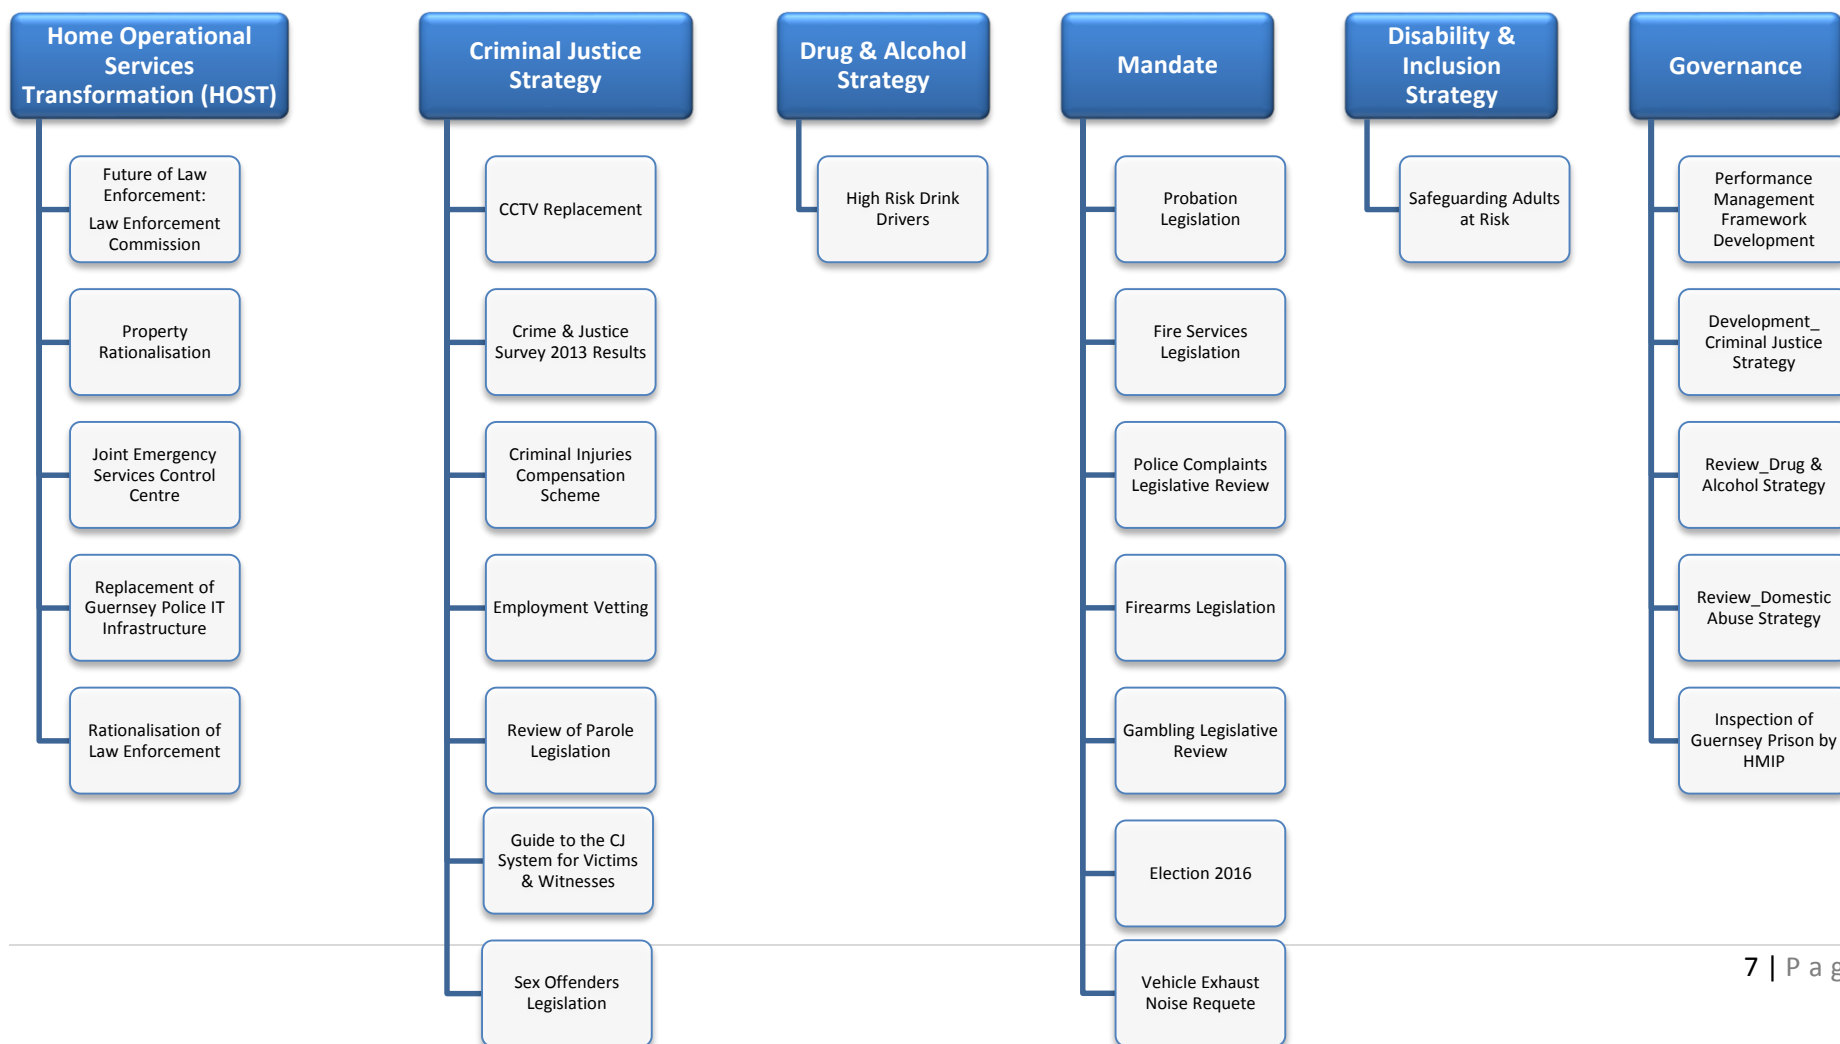 Home Operational
Services
Transformation (HOST)
Future of Law
Enforcement:
Law Enforcement
Commission
Property
Rationalisation
Joint Emergency
Services Control
Centre
Replacement of
Guernsey Police IT
Infrastructure
Rationalisation of
Law Enforcement
Criminal Justice
Strategy
CCTV Replacement
Crime & Justice
Survey 2013 Results
Criminal Injuries
Compensation
Scheme
Employment Vetting
Review of Parole
Legislation
Guide to the CJ
System for Victims
& Witnesses
Sex Offenders
Legislation
Drug & Alcohol
Strategy
High Risk Drink
Drivers
Mandate
Probation
Legislation
Fire Services
Legislation
Police Complaints
Legislative Review
Firearms Legislation
Gambling Legislative
Review
Election 2016
Vehicle Exhaust
Noise Requete
Disability &
Inclusion
Strategy
Safeguarding Adults
at Risk
Governance
Performance
Management
Framework
Development
Development_
Criminal Justice
Strategy
Review_Drug &
Alcohol Strategy
Review_Domestic
Abuse Strategy
Inspection of
Guernsey Prison by
HMIP
7 | P a g